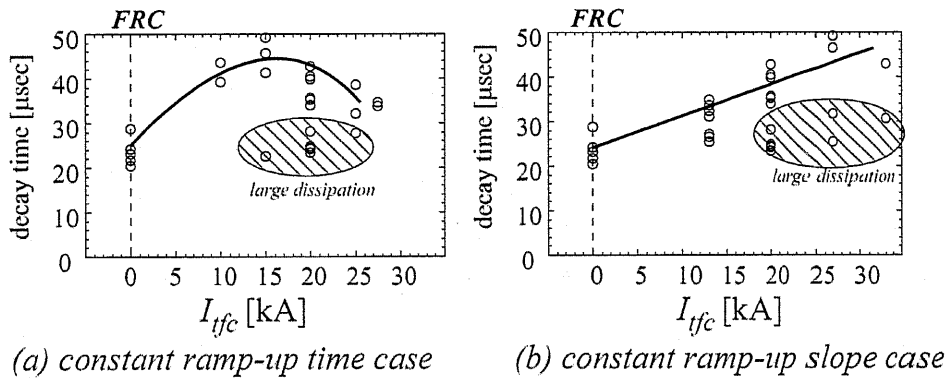 FRC
decay time [μsec]
50
40
30
20
10
0
large dissipation
0 5 10 15 20 25 30
I_tfc [kA]
(a) constant ramp-up time case
FRC
decay time [μsec]
50
40
30
20
10
0
large dissipation
0 5 10 15 20 25 30
I_tfc [kA]
(b) constant ramp-up slope case